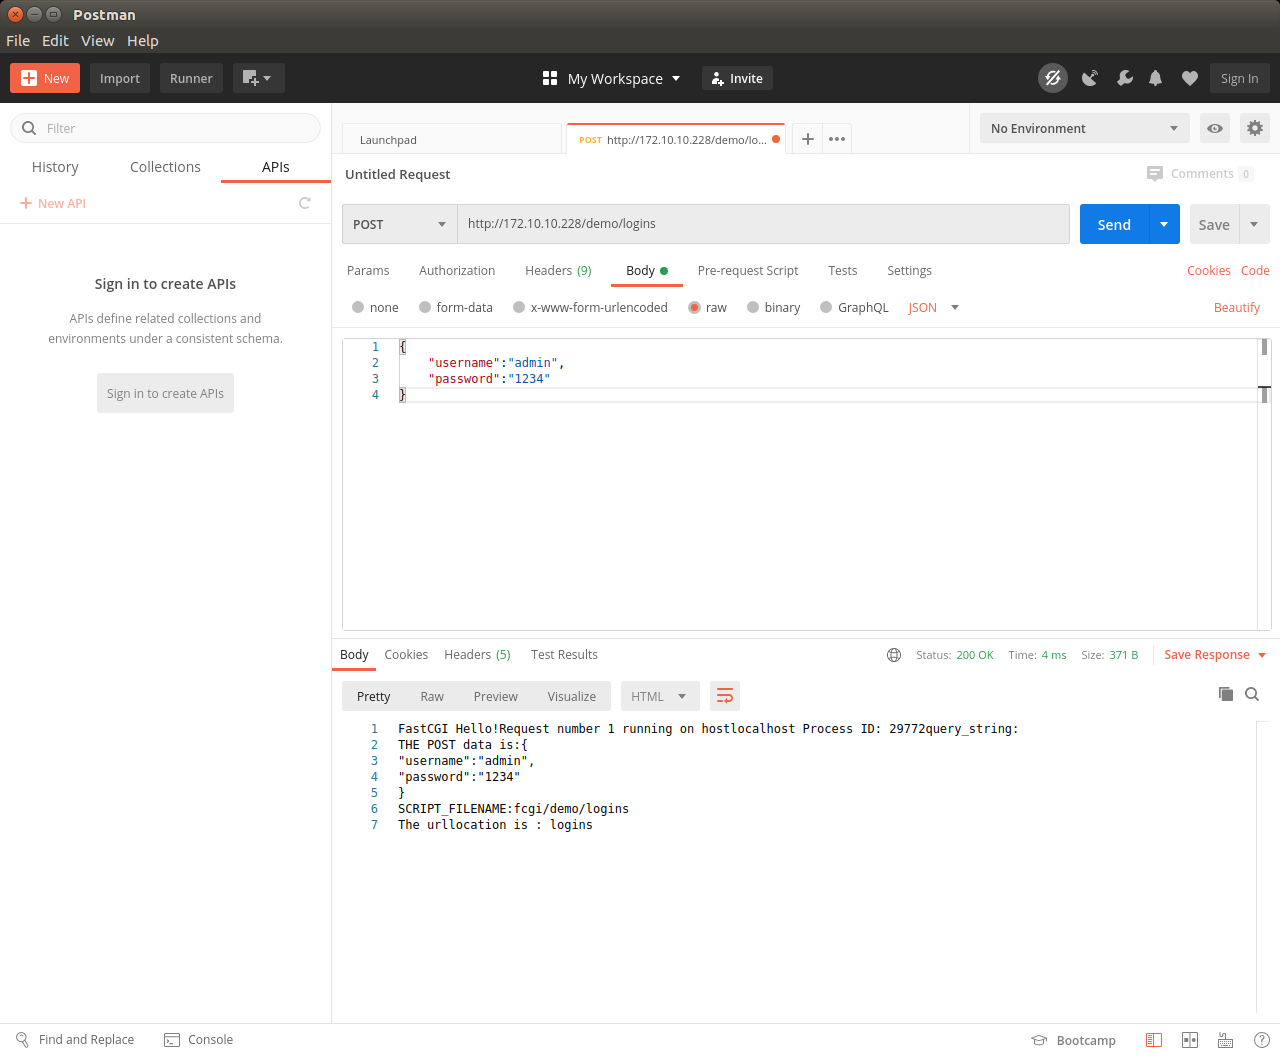 Postman
File Edit View Help
New Import Runner My Workspace Invite Sign In
Filter
History Collections APIs
New API
Sign in to create APIs
APIs define related collections and
environments under a consistent schema.
Sign in to create APIs
Launchpad POST http://172.10.10.228/demo/lo... No Environment
Untitled Request Comments 0
POST http://172.10.10.228/demo/logins Send Save
Params Authorization Headers (9) Body Pre-request Script Tests Settings Cookies Code
none form-data x-www-form-urlencoded raw binary GraphQL JSON Beautify
1 {
2 "username":"admin",
3 "password":"1234"
4 }
Body Cookies Headers (5) Test Results Status: 200 OK Time: 4 ms Size: 371 B Save Response
Pretty Raw Preview Visualize HTML
1 FastCGI Hello!Request number 1 running on hostlocalhost Process ID: 29772query_string:
2 THE POST data is:{
3 "username":"admin",
4 "password":"1234"
5 }
6 SCRIPT_FILENAME:fcgi/demo/logins
7 The urllocation is : logins
Find and Replace Console Bootcamp